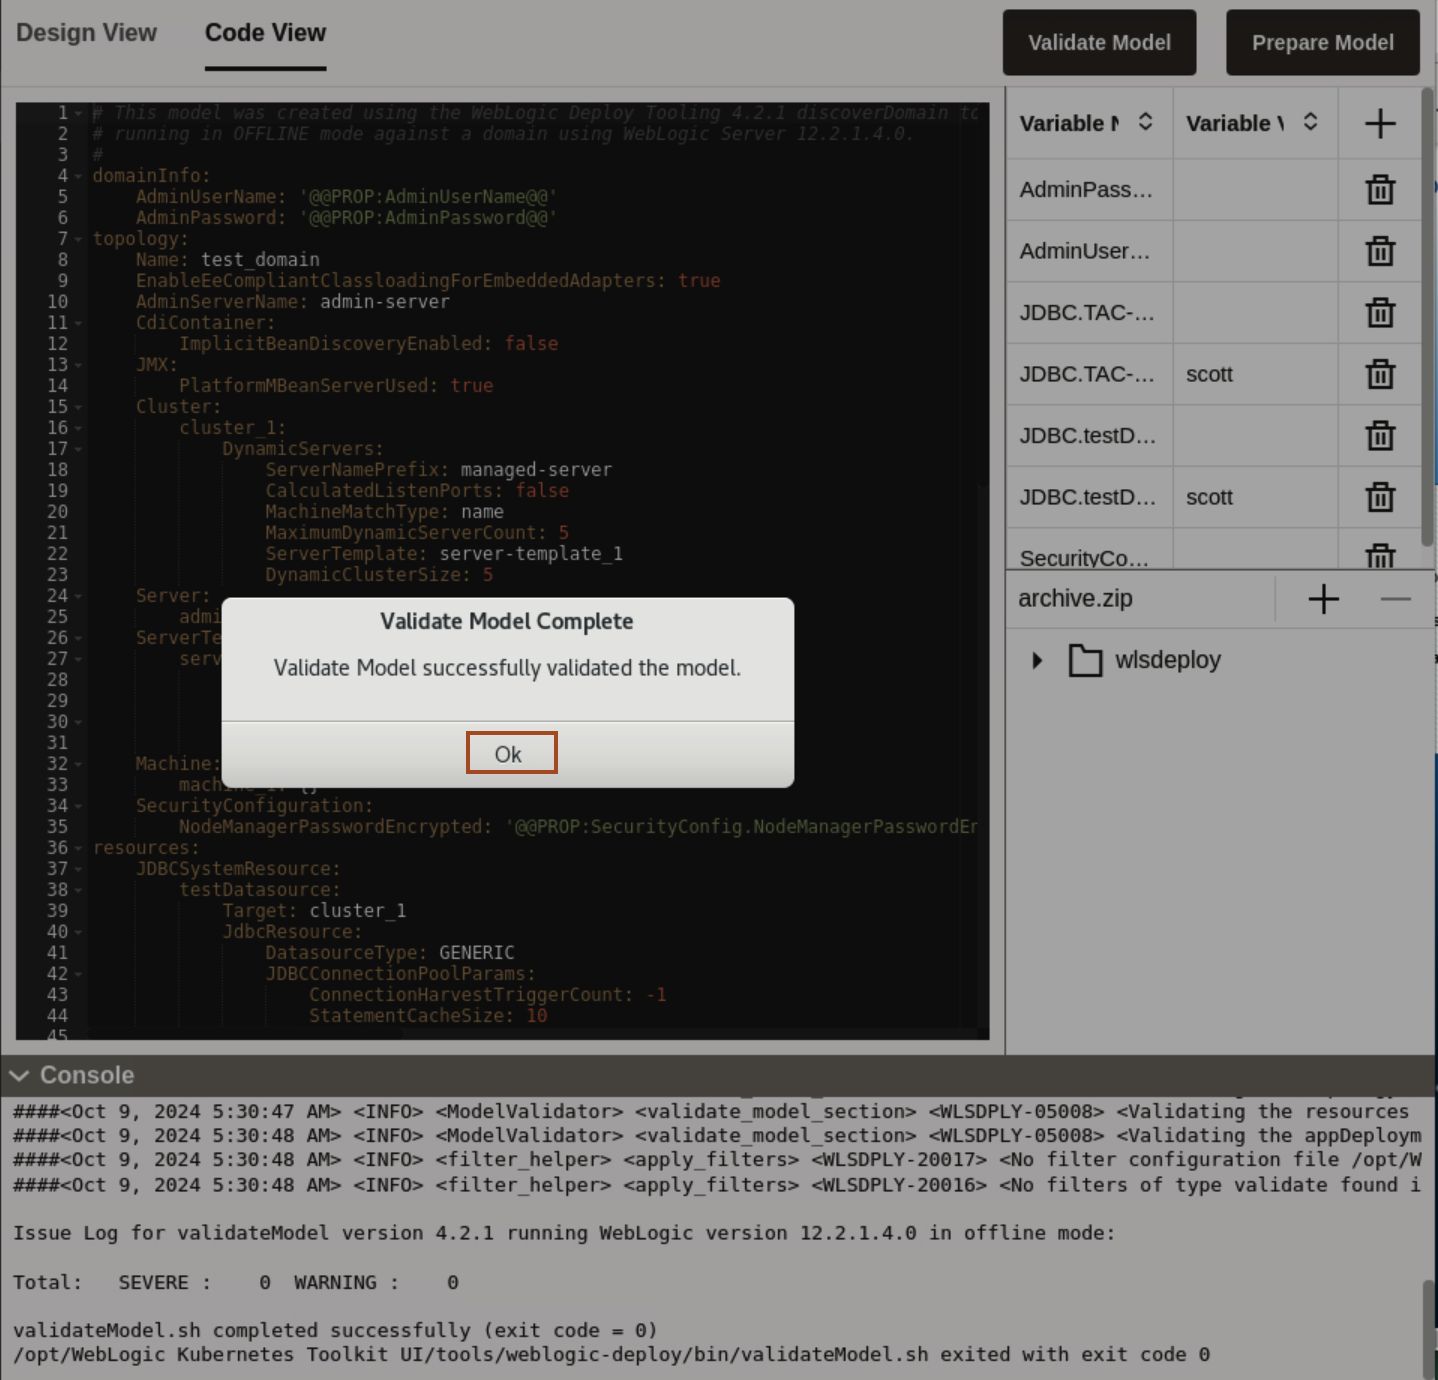 Design View
Code View
Validate Model
Prepare Model
1 # This model was created using the WebLogic Deploy Tooling 4.2.1 discoverDomain
2 # running in OFFLINE mode against a domain using WebLogic Server 12.2.1.4.0.
3 #
4 domainInfo:
5 AdminUserName: '@@PROP:AdminUserName@@'
6 AdminPassword: '@@PROP:AdminPassword@@'
7 topology:
8 Name: test_domain
9 EnableEeCompliantClassloadingForEmbeddedAdapters: true
10 AdminServerName: admin-server
11 CdiContainer:
12 ImplicitBeanDiscoveryEnabled: false
13 JMX:
14 PlatformMBeanServerUsed: true
15 Cluster:
16 cluster_1:
17 DynamicServers:
18 ServerNamePrefix: managed-server
19 CalculatedListenPorts: false
20 MachineMatchType: name
21 MaximumDynamicServerCount: 5
22 ServerTemplate: server-template_1
23 DynamicClusterSize: 5
24 Server:
25 admi
26 ServerTe
27 serv
28
29
30
31
32 Machine:
33
34 SecurityConfiguration:
35 NodeManagerPasswordEncrypted: '@@PROP:SecurityConfig.NodeManagerPasswordEn
36 resources:
37 JDBCSystemResource:
38 testDatasource:
39 Target: cluster_1
40 JdbcResource:
41 DatasourceType: GENERIC
42 JDBCConnectionPoolParams:
43 ConnectionHarvestTriggerCount: -1
44 StatementCacheSize: 10
45
Validate Model Complete
Validate Model successfully validated the model.
Ok
Variable
Variable
AdminPass...
AdminUser...
JDBC.TAC-...
JDBC.TAC-... scott
JDBC.testD...
JDBC.testD... scott
SecurityCo...
archive.zip
wlsdeploy
Console
####<Oct 9, 2024 5:30:47 AM> <INFO> <ModelValidator> <validate_model_section> <WLSDPLY-05008> <Validating the resources
####<Oct 9, 2024 5:30:48 AM> <INFO> <ModelValidator> <validate_model_section> <WLSDPLY-05008> <Validating the appDeploym
####<Oct 9, 2024 5:30:48 AM> <INFO> <filter_helper> <apply_filters> <WLSDPLY-20017> <No filter configuration file /opt/W
####<Oct 9, 2024 5:30:48 AM> <INFO> <filter_helper> <apply_filters> <WLSDPLY-20016> <No filters of type validate found i
Issue Log for validateModel version 4.2.1 running WebLogic version 12.2.1.4.0 in offline mode:
Total: SEVERE : 0 WARNING : 0
validateModel.sh completed successfully (exit code = 0)
/opt/WebLogic Kubernetes Toolkit UI/tools/weblogic-deploy/bin/validateModel.sh exited with exit code 0